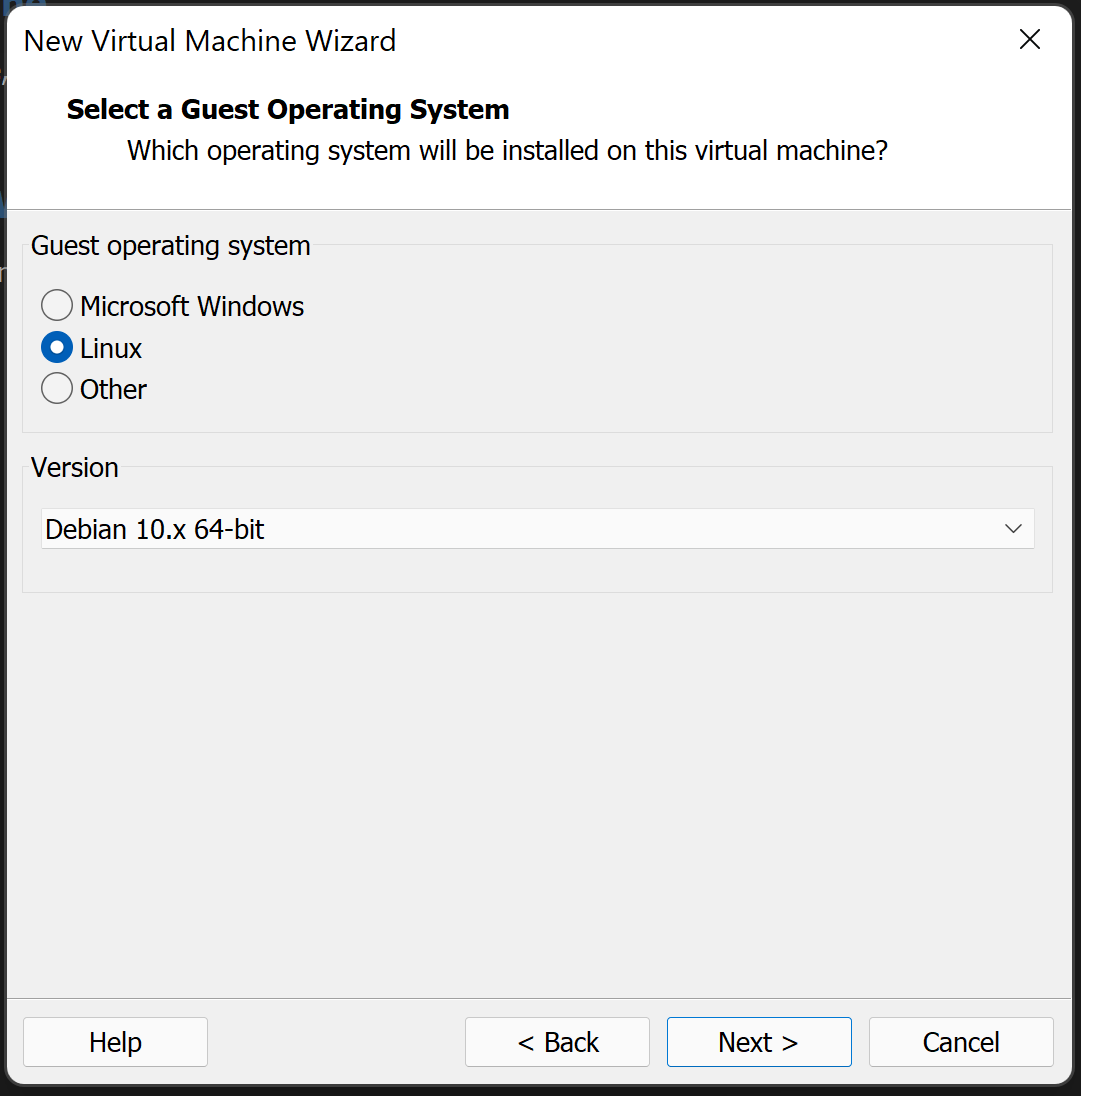 New Virtual Machine Wizard
Select a Guest Operating System
Which operating system will be installed on this virtual machine?
Guest operating system
Microsoft Windows
Linux
Other
Version
Debian 10.x 64-bit
Help
< Back
Next >
Cancel